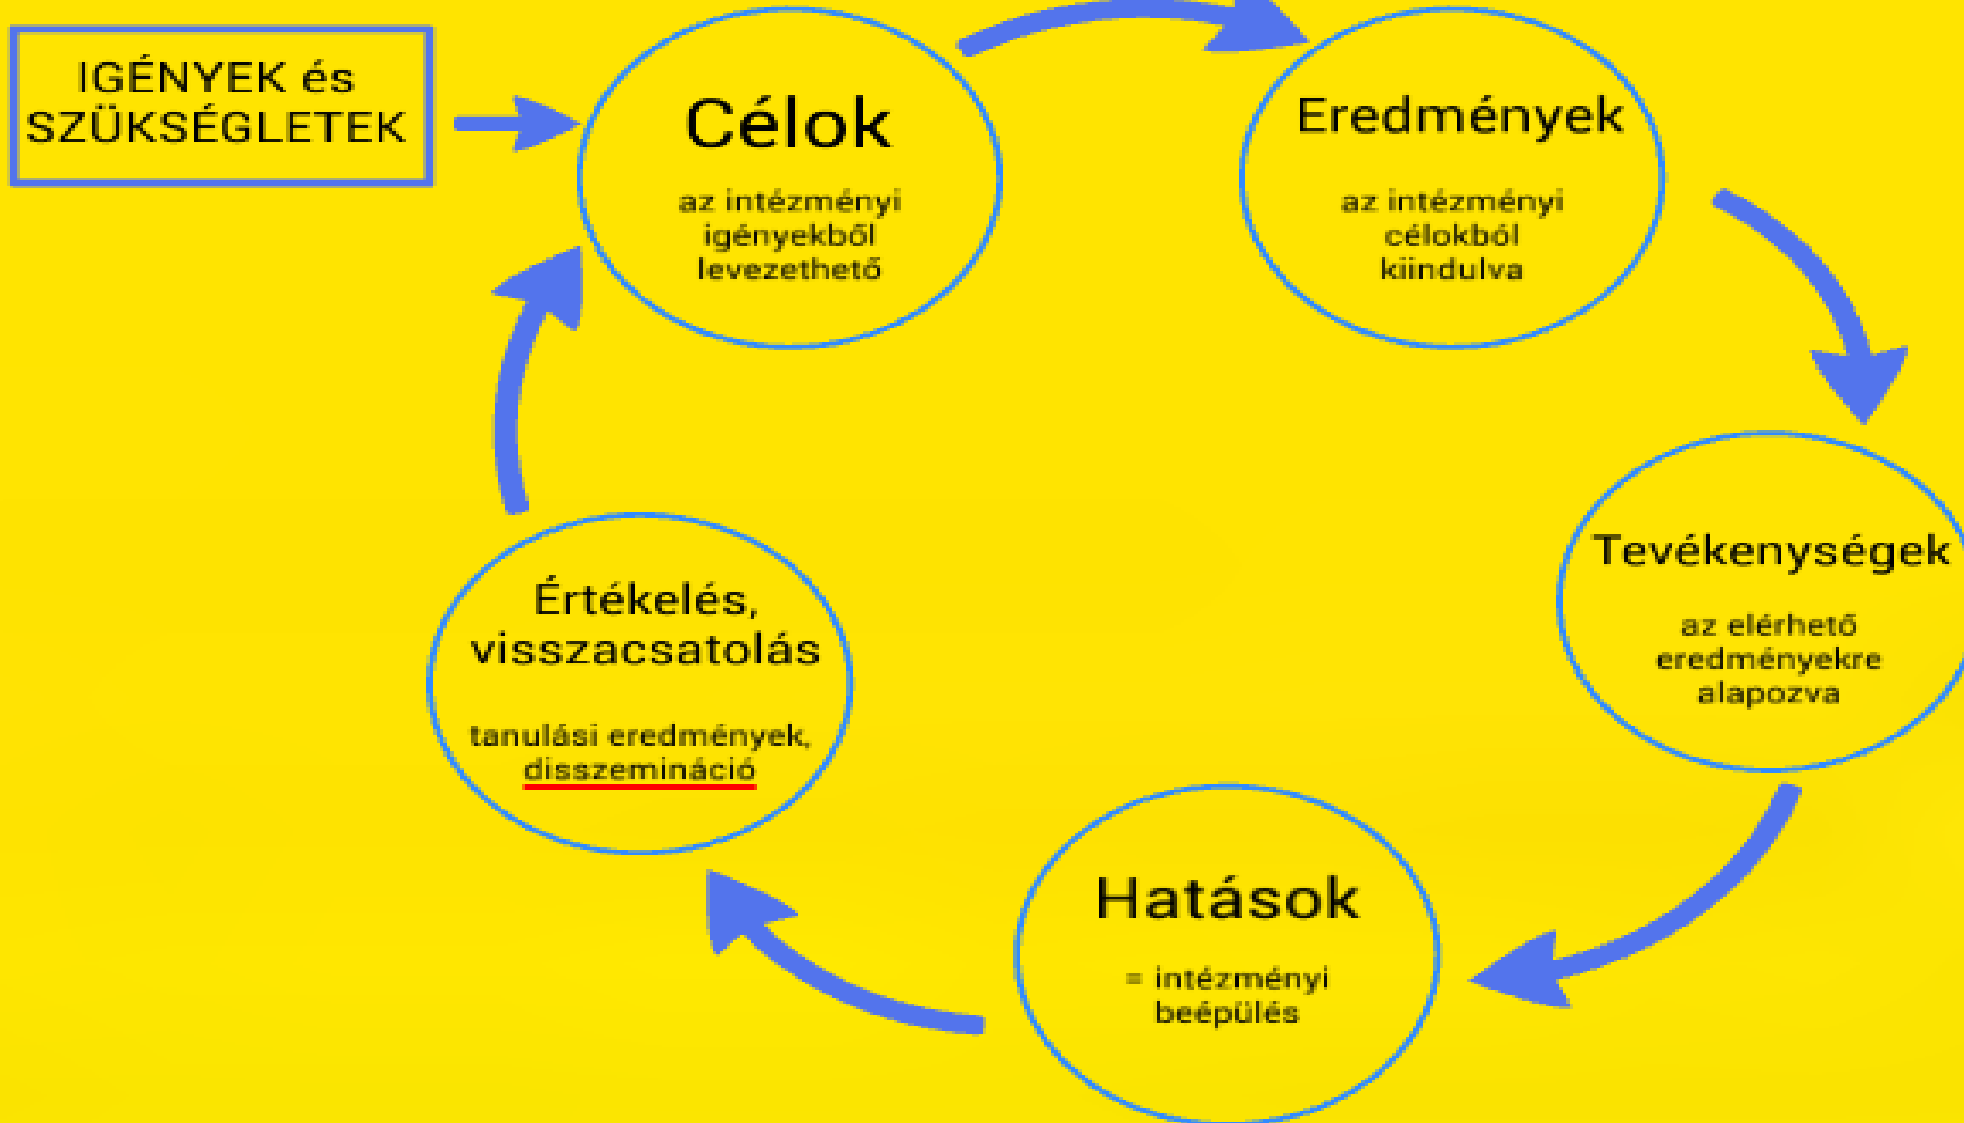 IGÉNYEK és
SZÜKSÉGLETEK
Célok
az intézményi
igényekből
levezethető
Eredmények
az intézményi
célokból
kiindulva
Tevékenységek
az elérhető
eredményekre
alapozva
Hatások
= intézményi
beépülés
Értékelés,
visszacsatolás
tanulási eredmények,
disszemináció